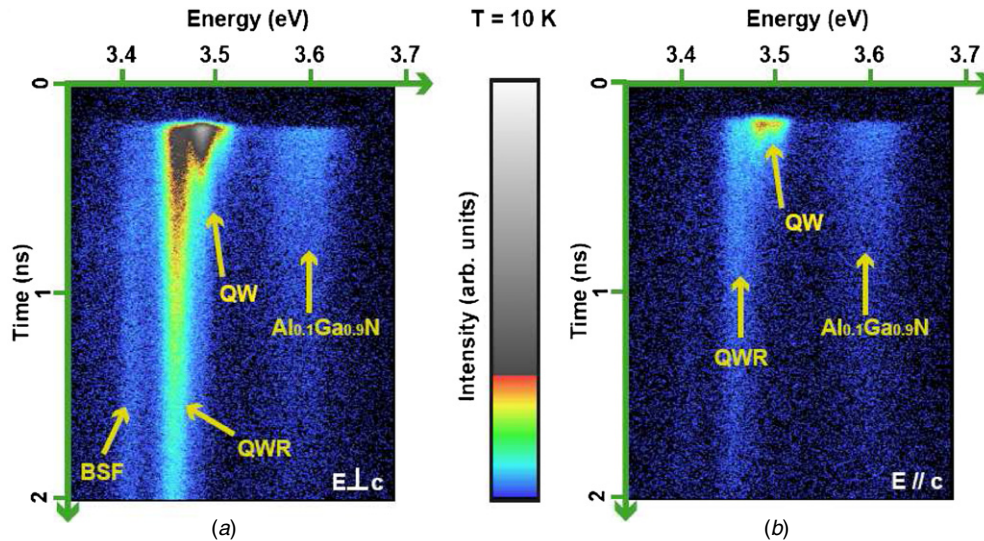 Energy (eV)
3.4 3.5 3.6 3.7
0
1
2
Time (ns)
QW
Al0.1Ga0.9N
QWR
BSF
E⊥c
(a)
T = 10 K
Intensity (arb. units)
Energy (eV)
3.4 3.5 3.6 3.7
0
1
2
Time (ns)
QW
Al0.1Ga0.9N
QWR
E // c
(b)